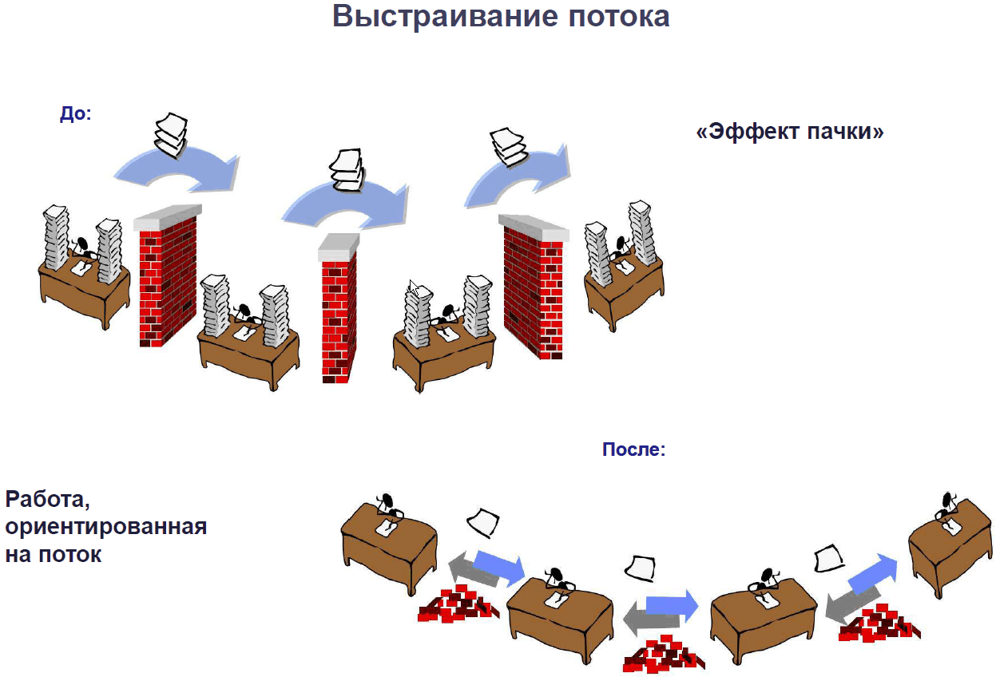 Выстраивание потока
До:
«Эффект пачки»
После:
Работа,
ориентированная
на поток